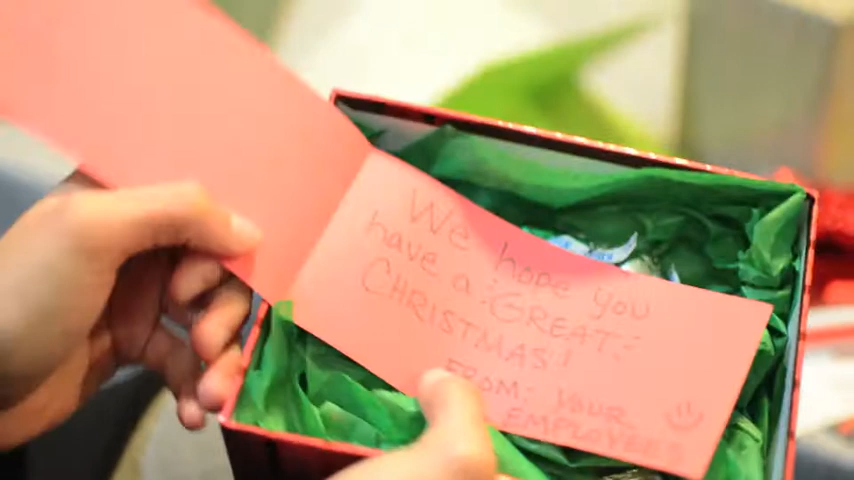 We hope you
have a :GREAT:
CHRISTMAS!
FROM: YOUR
EMPLOYEES